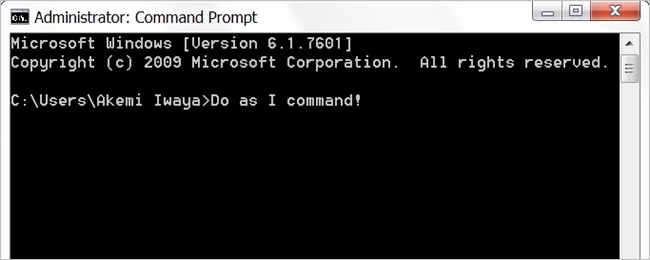 Administrator: Command Prompt
Microsoft Windows [Version 6.1.7601]
Copyright (c) 2009 Microsoft Corporation.  All rights reserved.
C:\Users\Akemi Iwaya>Do as I command!